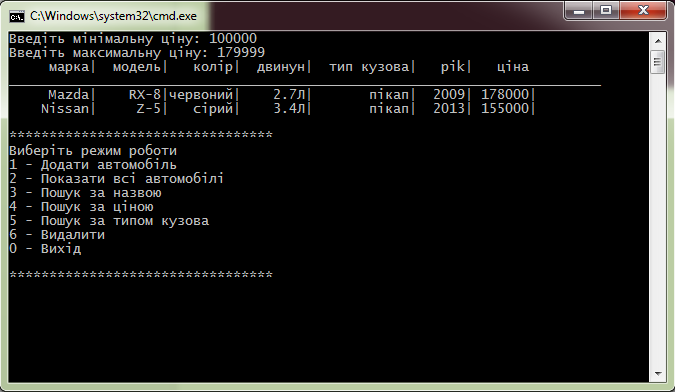 C:\Windows\system32\cmd.exe
Введіть мінімальну ціну: 100000
Введіть максимальну ціну: 179999
марка| модель| колір| двинун| тип кузова| рік| ціна
Mazda| RX-8|червоний| 2.7Л| пікап| 2009| 178000|
Nissan| Z-5| сірий| 3.4Л| пікап| 2013| 155000|
*********************************
Виберіть режим роботи
1 - Додати автомобіль
2 - Показати всі автомобілі
3 - Пошук за назвою
4 - Пошук за ціною
5 - Пошук за типом кузова
6 - Видалити
0 - Вихід
*********************************